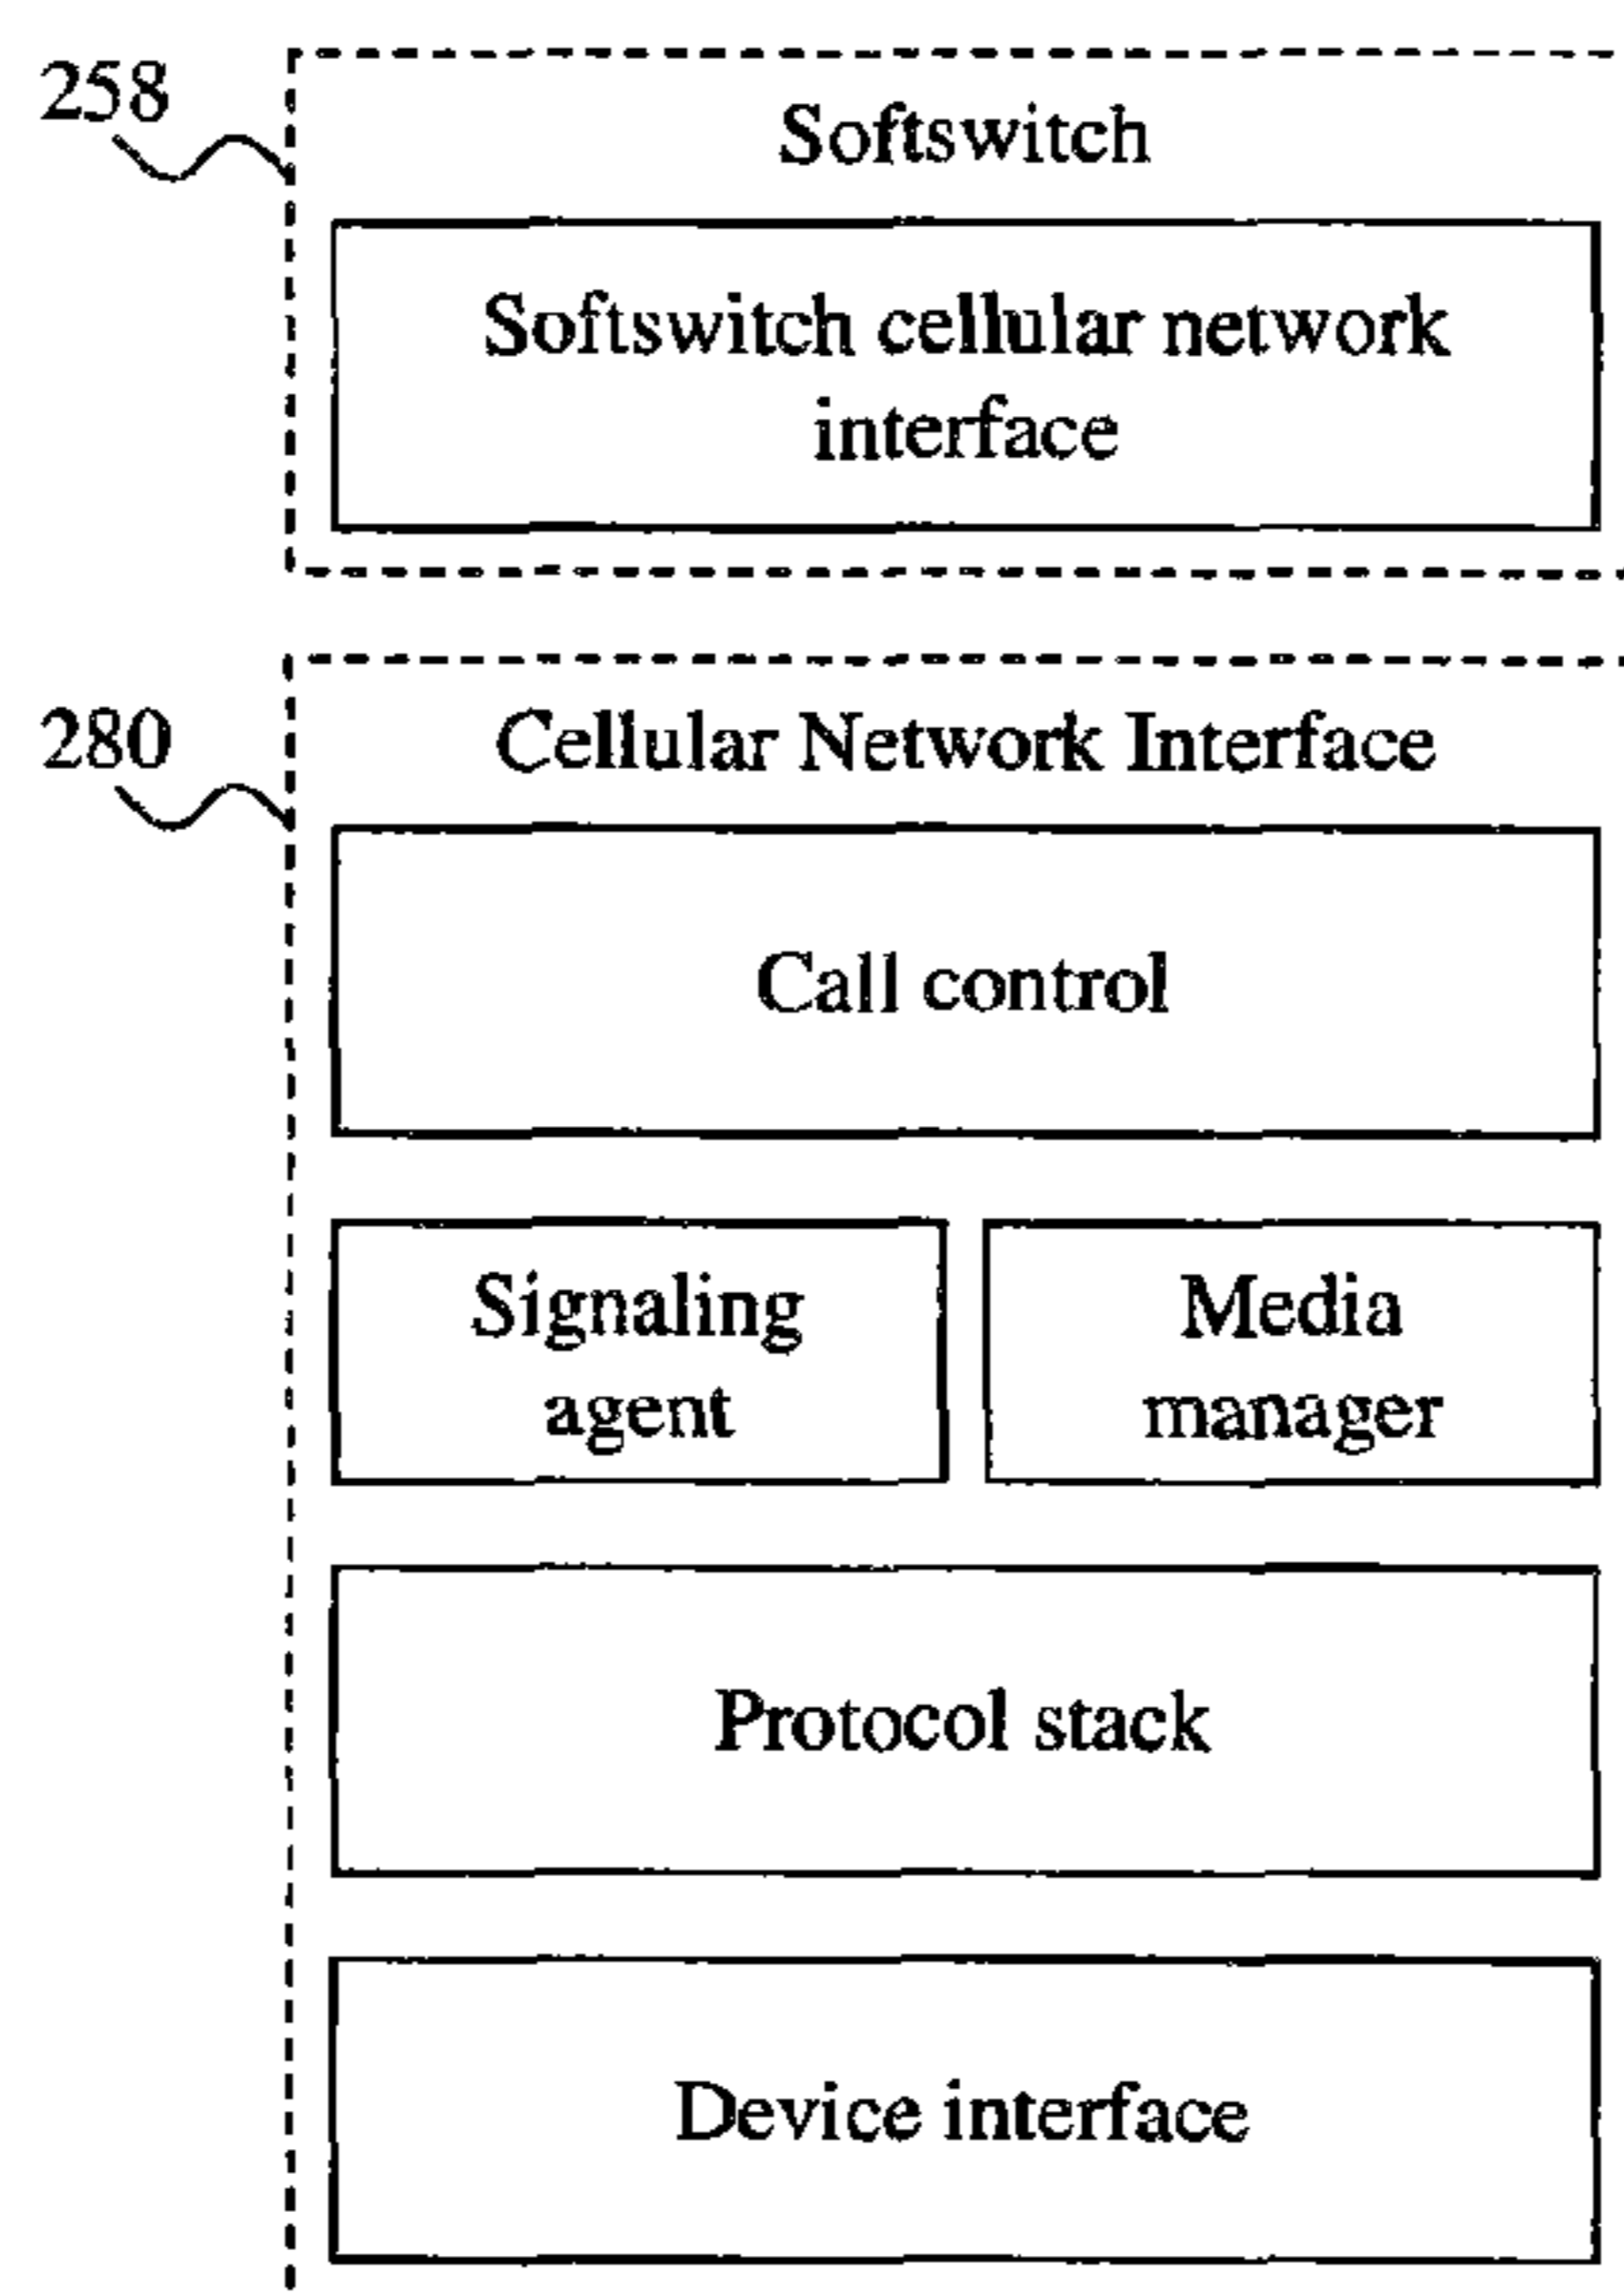 258
Softswitch
Softswitch cellular network
interface
280
Cellular Network Interface
Call control
Signaling
agent
Media
manager
Protocol stack
Device interface